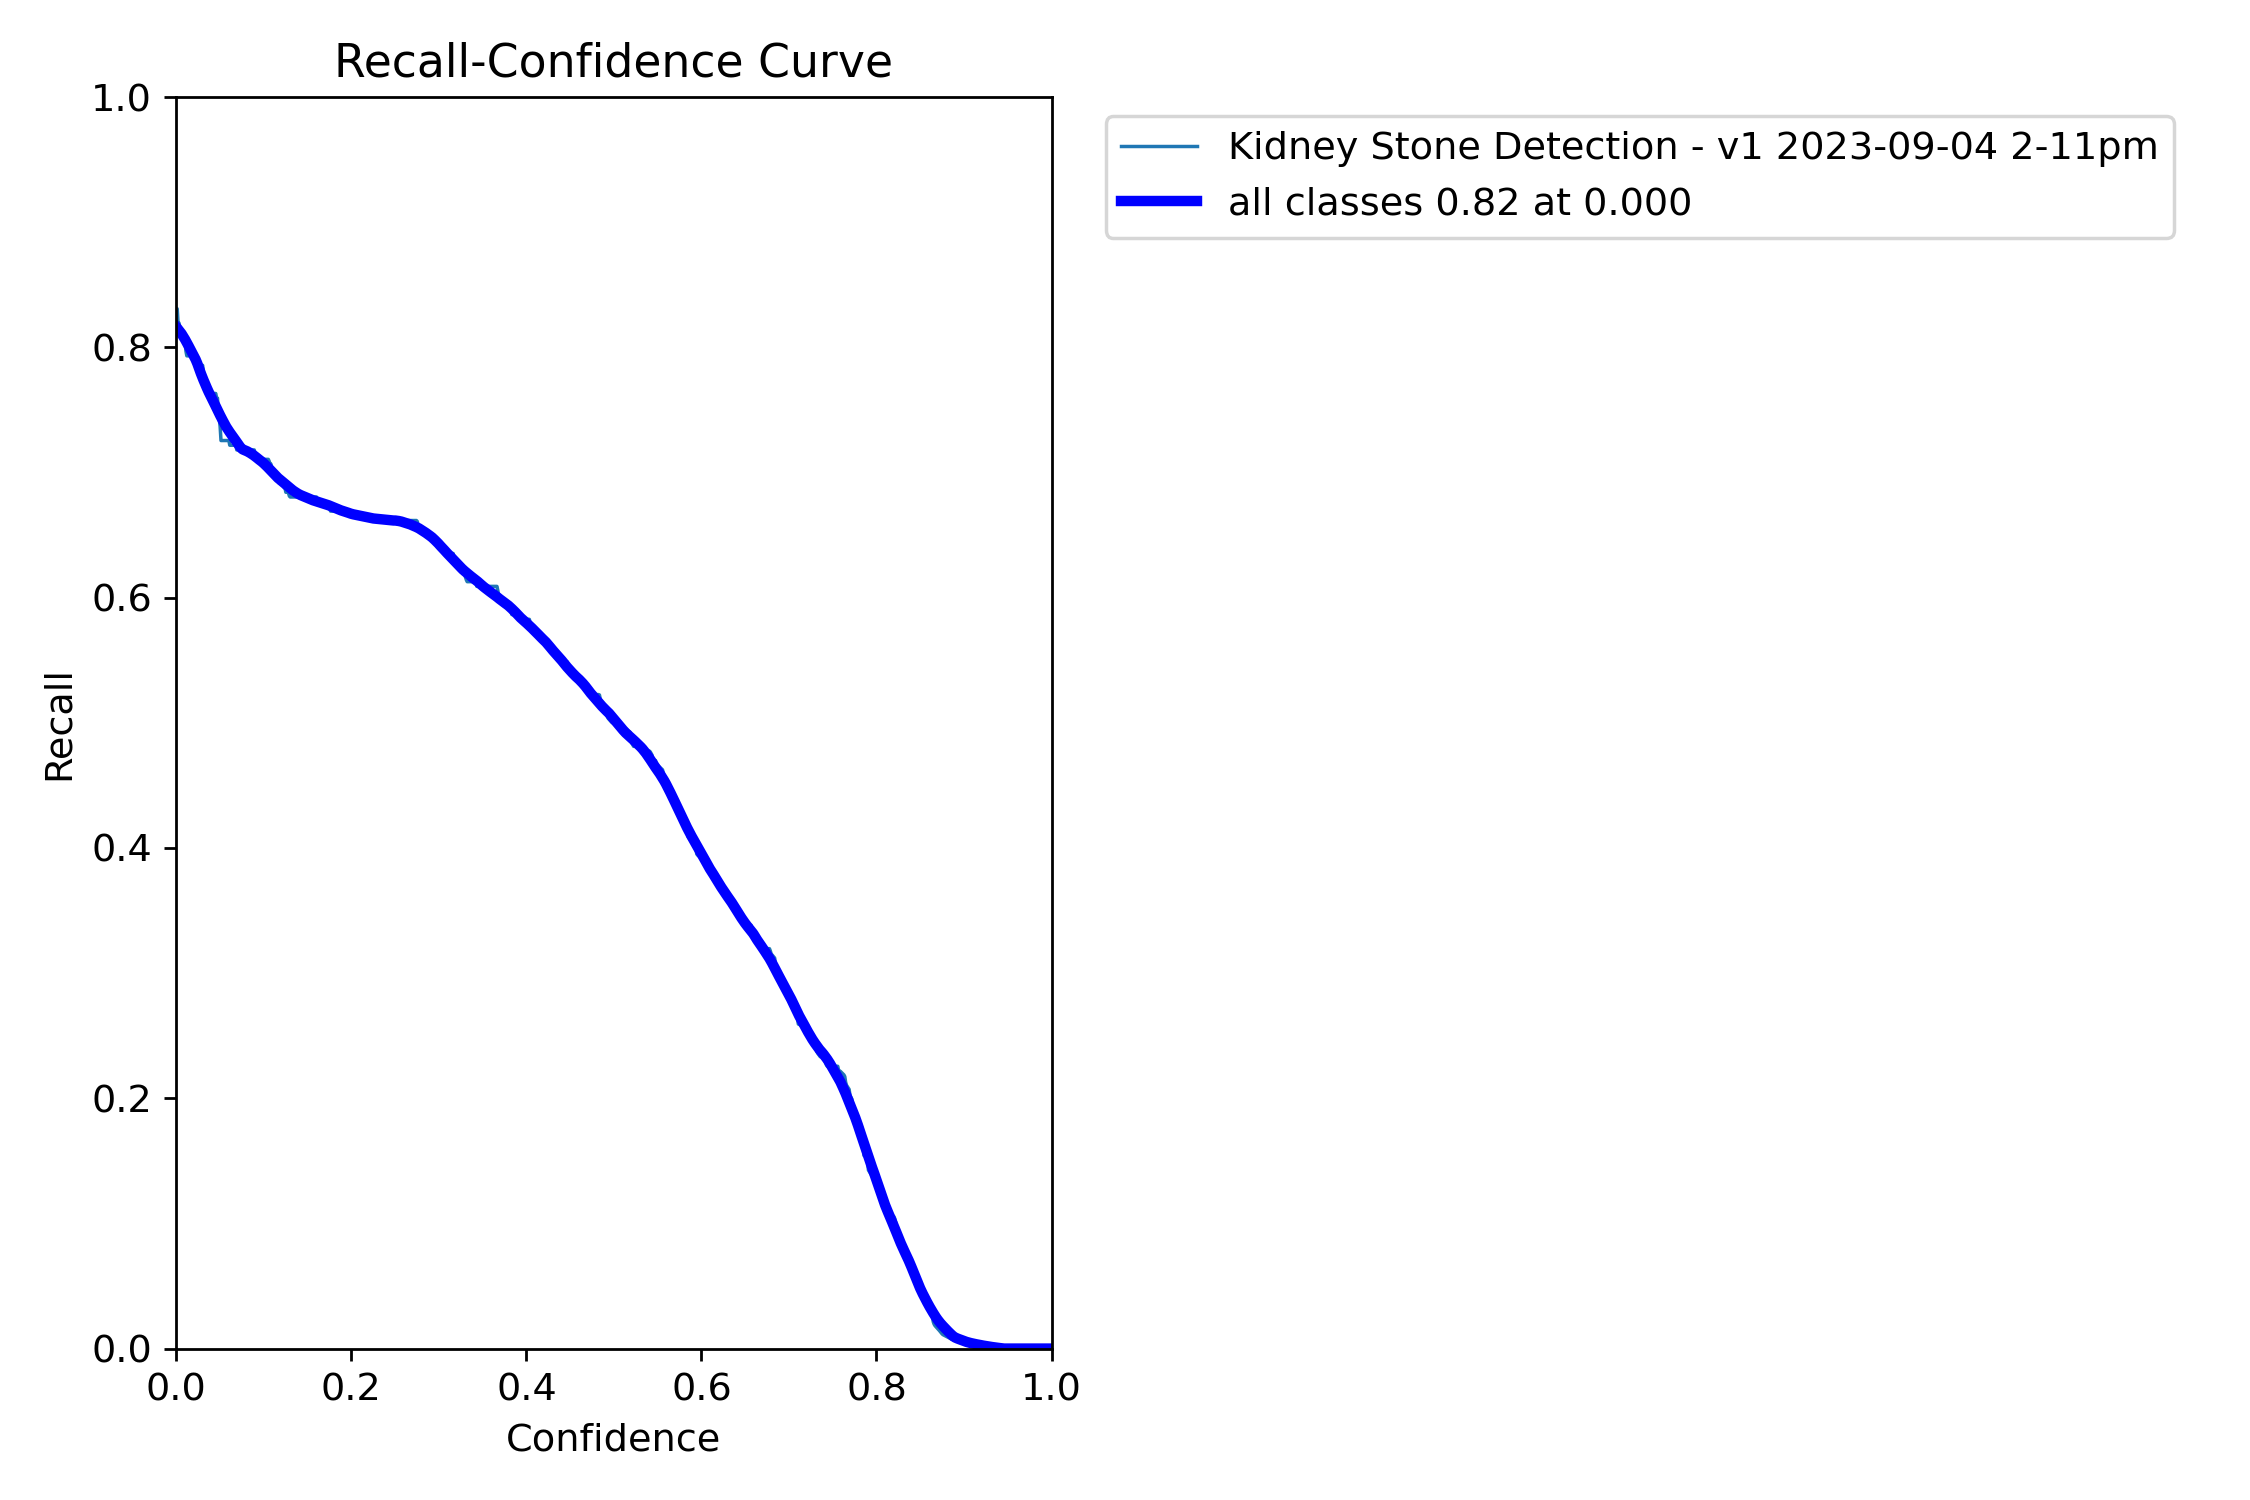 Recall-Confidence Curve
Kidney Stone Detection - v1 2023-09-04 2-11pm
all classes 0.82 at 0.000
1.0
0.8
0.6
0.4
0.2
0.0
Recall
0.0 0.2 0.4 0.6 0.8 1.0
Confidence